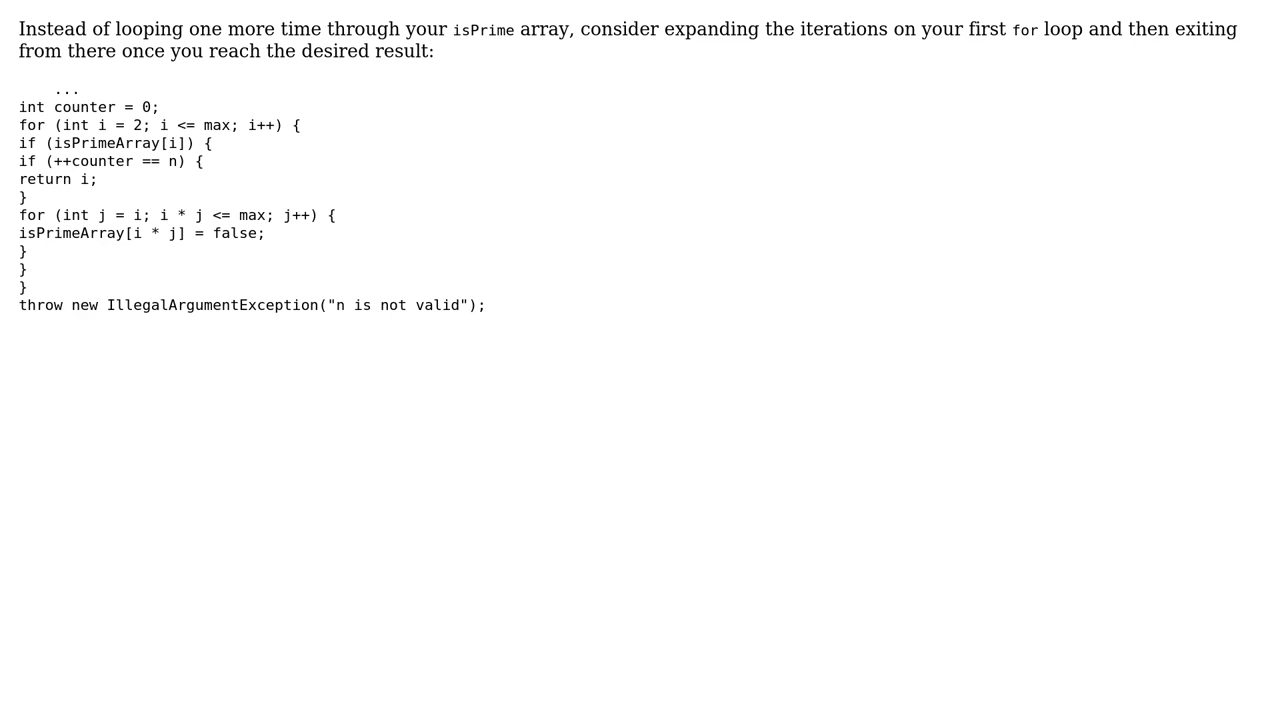 Instead of looping one more time through your isPrime array, consider expanding the iterations on your first for loop and then exiting
from there once you reach the desired result:
...
int counter = 0;
for (int i = 2; i <= max; i++) {
if (isPrimeArray[i]) {
if (++counter == n) {
return i;
}
for (int j = i; i * j <= max; j++) {
isPrimeArray[i * j] = false;
}
}
}
throw new IllegalArgumentException("n is not valid");